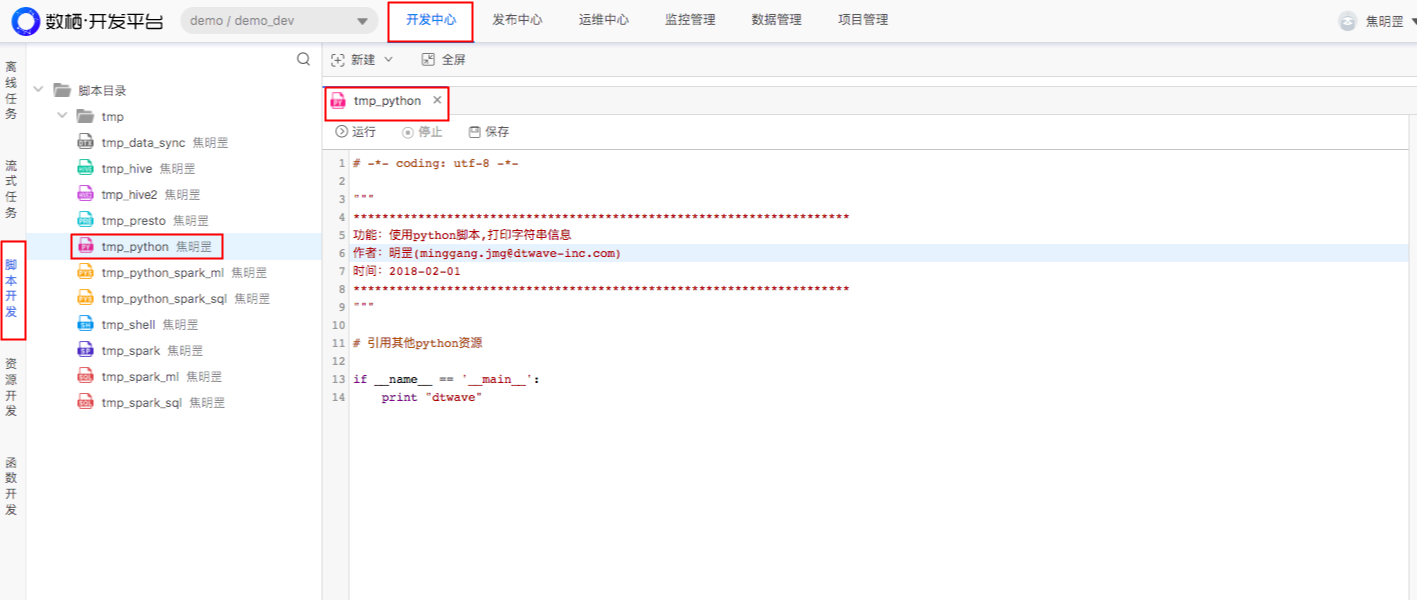 数栖·开发平台 demo / demo_dev 开发中心 发布中心 运维中心 监控管理 数据管理 项目管理 焦明罡
离线任务
流式任务
脚本开发
资源开发
函数开发
脚本目录
tmp
tmp_data_sync 焦明罡
tmp_hive 焦明罡
tmp_hive2 焦明罡
tmp_presto 焦明罡
tmp_python 焦明罡
tmp_python_spark_ml 焦明罡
tmp_python_spark_sql 焦明罡
tmp_shell 焦明罡
tmp_spark 焦明罡
tmp_spark_ml 焦明罡
tmp_spark_sql 焦明罡
新建 全屏
tmp_python ×
运行 停止 保存
1 # -*- coding: utf-8 -*-
2
3 """
4 *********************************************************************
5 功能：使用python脚本,打印字符串信息
6 作者：明罡(minggang.jmg@dtwave-inc.com)
7 时间：2018-02-01
8 *********************************************************************
9 """
10
11 # 引用其他python资源
12
13 if __name__ == '__main__':
14 print "dtwave"